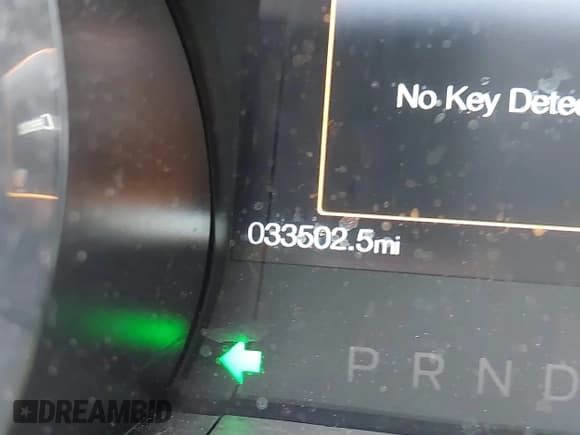 No Key Detec
033502.5mi
P R N D
DREAMBID